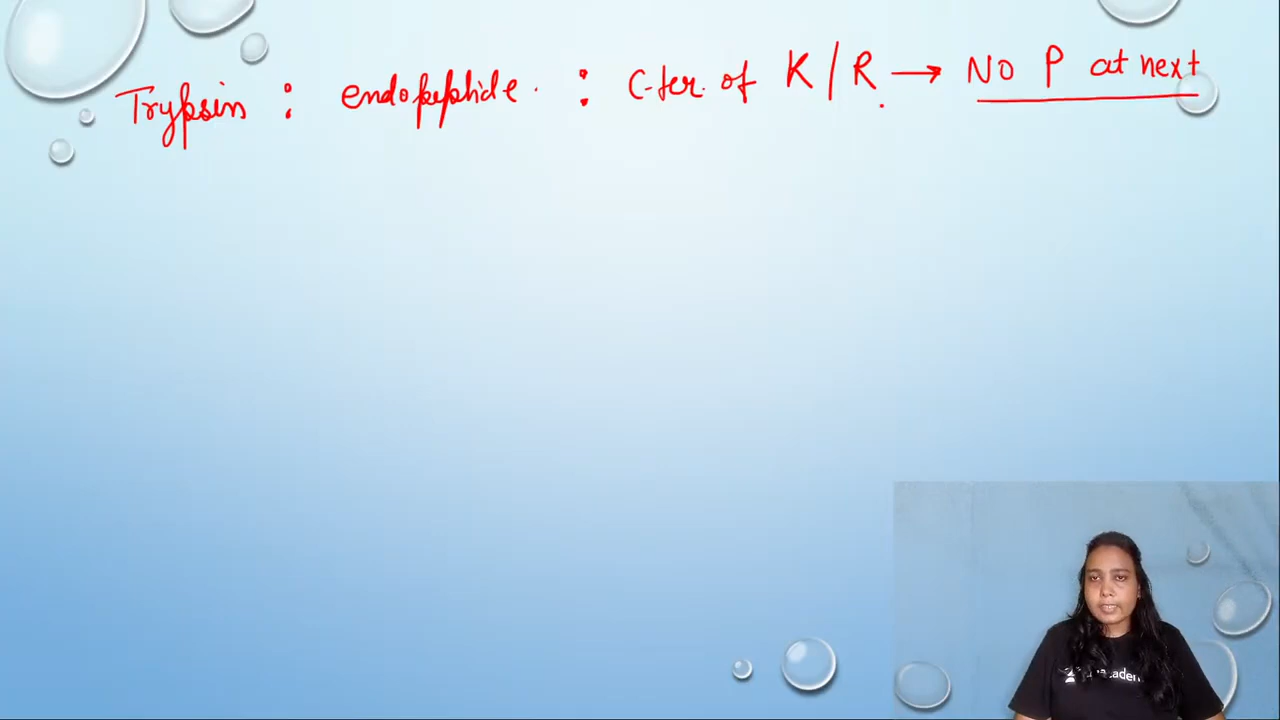 Trypsin : endopeptide. : C-ter. of K/R → No P at next